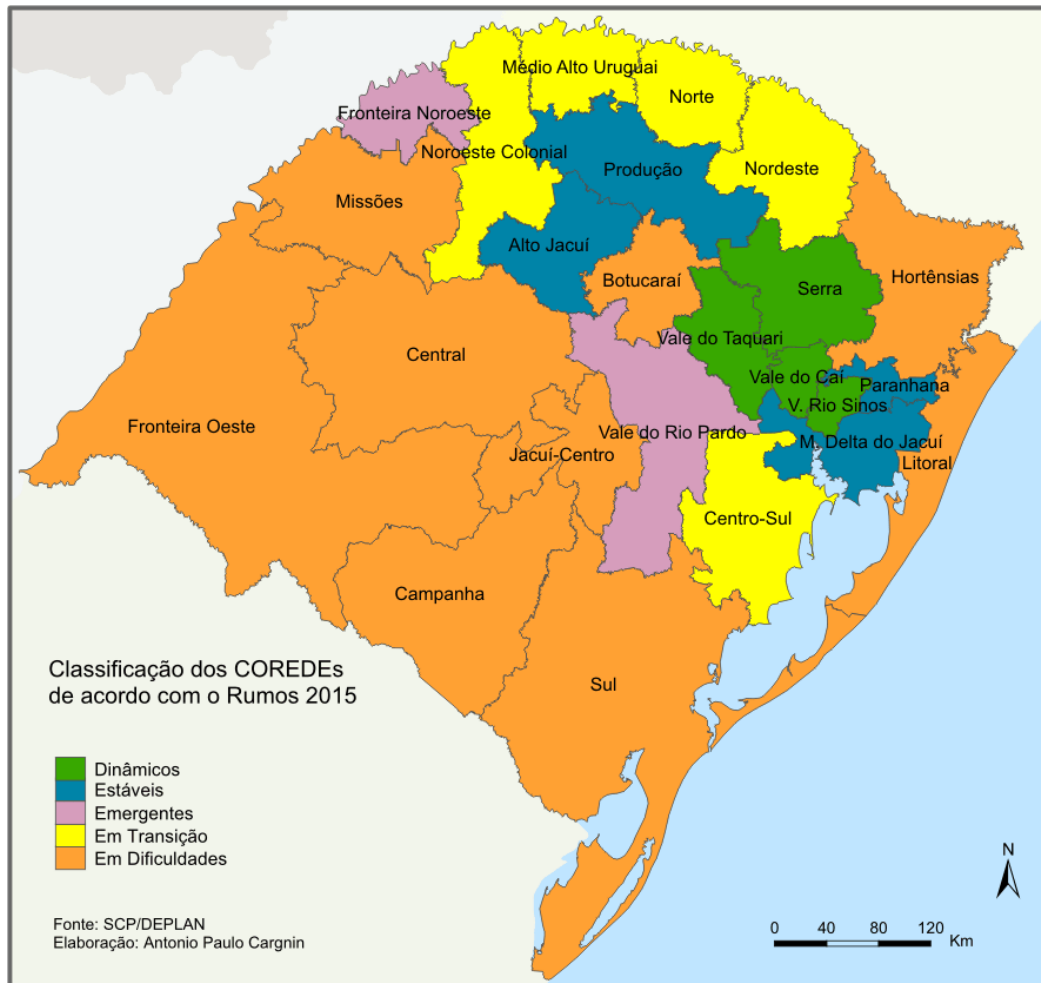 Médio Alto Uruguai
Norte
Fronteira Noroeste
Noroeste Colonial
Produção
Nordeste
Missões
Alto Jacuí
Botucaraí
Hortênsias
Serra
Vale do Taquari
Central
Vale do Caí
Paranhana
V. Rio Sinos
Fronteira Oeste
Vale do Rio Pardo
M. Delta do Jacuí
Jacuí-Centro
Litoral
Centro-Sul
Campanha
Sul
Classificação dos COREDEs
de acordo com o Rumos 2015
Dinâmicos
Estáveis
Emergentes
Em Transição
Em Dificuldades
Fonte: SCP/DEPLAN
Elaboração: Antonio Paulo Cargnin
N
0 40 80 120
Km